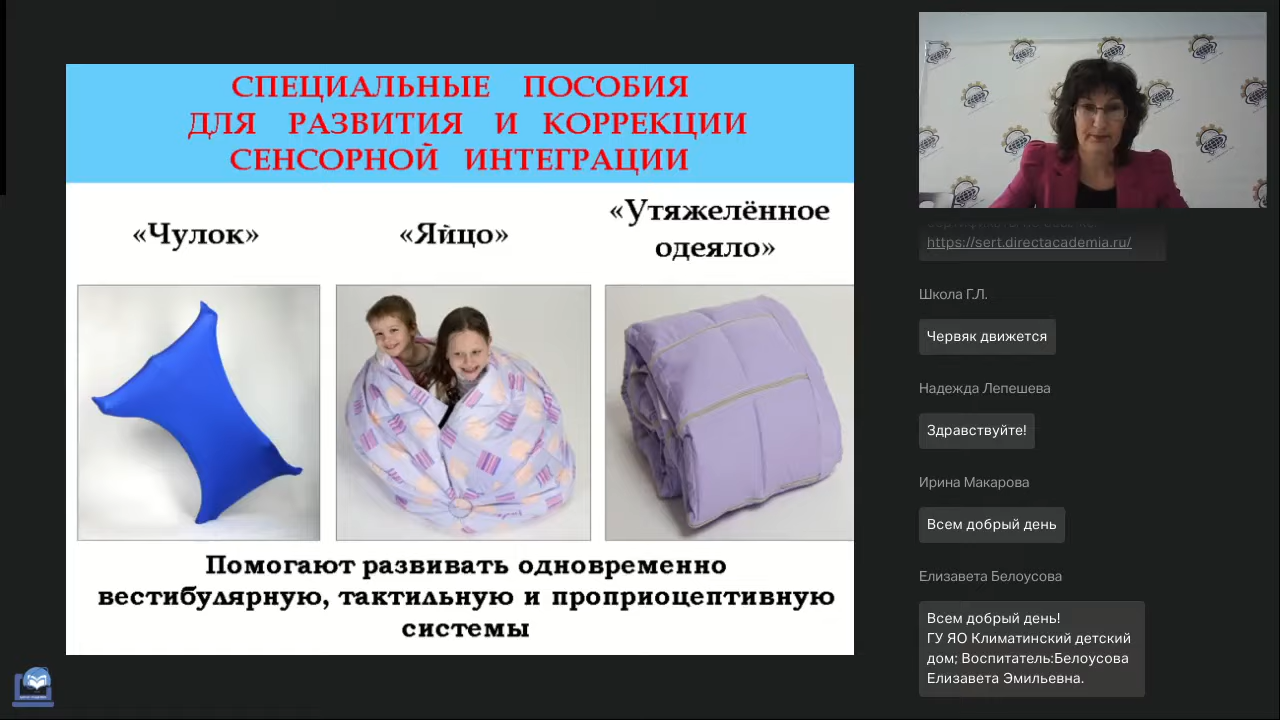 СПЕЦИАЛЬНЫЕ ПОСОБИЯ
ДЛЯ РАЗВИТИЯ И КОРРЕКЦИИ
СЕНСОРНОЙ ИНТЕГРАЦИИ
«Чулок»
«Яйцо»
«Утяжелённое
одеяло»
Помогают развивать одновременно
вестибулярную, тактильную и проприоцептивную
системы
https://sert.directacademia.ru/
Школа Г.Л.
Червяк движется
Надежда Лепешева
Здравствуйте!
Ирина Макарова
Всем добрый день
Елизавета Белоусова
Всем добрый день!
ГУ ЯО Климатинский детский
дом; Воспитатель:Белоусова
Елизавета Эмильевна.